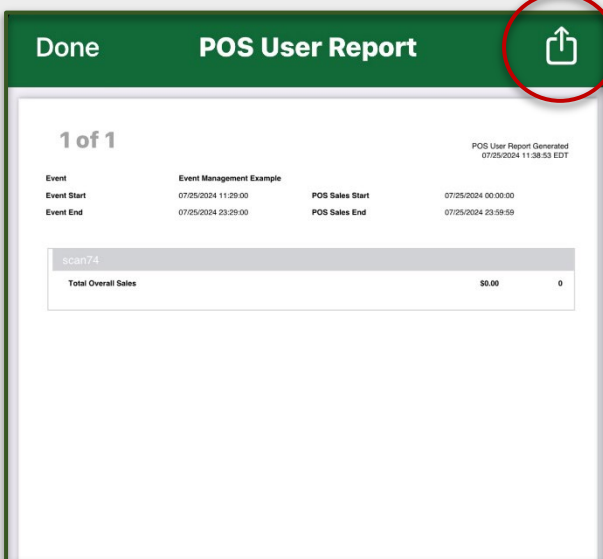 Done POS User Report
1 of 1
POS User Report Generated
07/25/2024 11:38:53 EDT
Event Event Management Example
Event Start 07/25/2024 11:29:00 POS Sales Start 07/25/2024 00:00:00
Event End 07/25/2024 23:29:00 POS Sales End 07/25/2024 23:59:59
scan74
Total Overall Sales $0.00 0